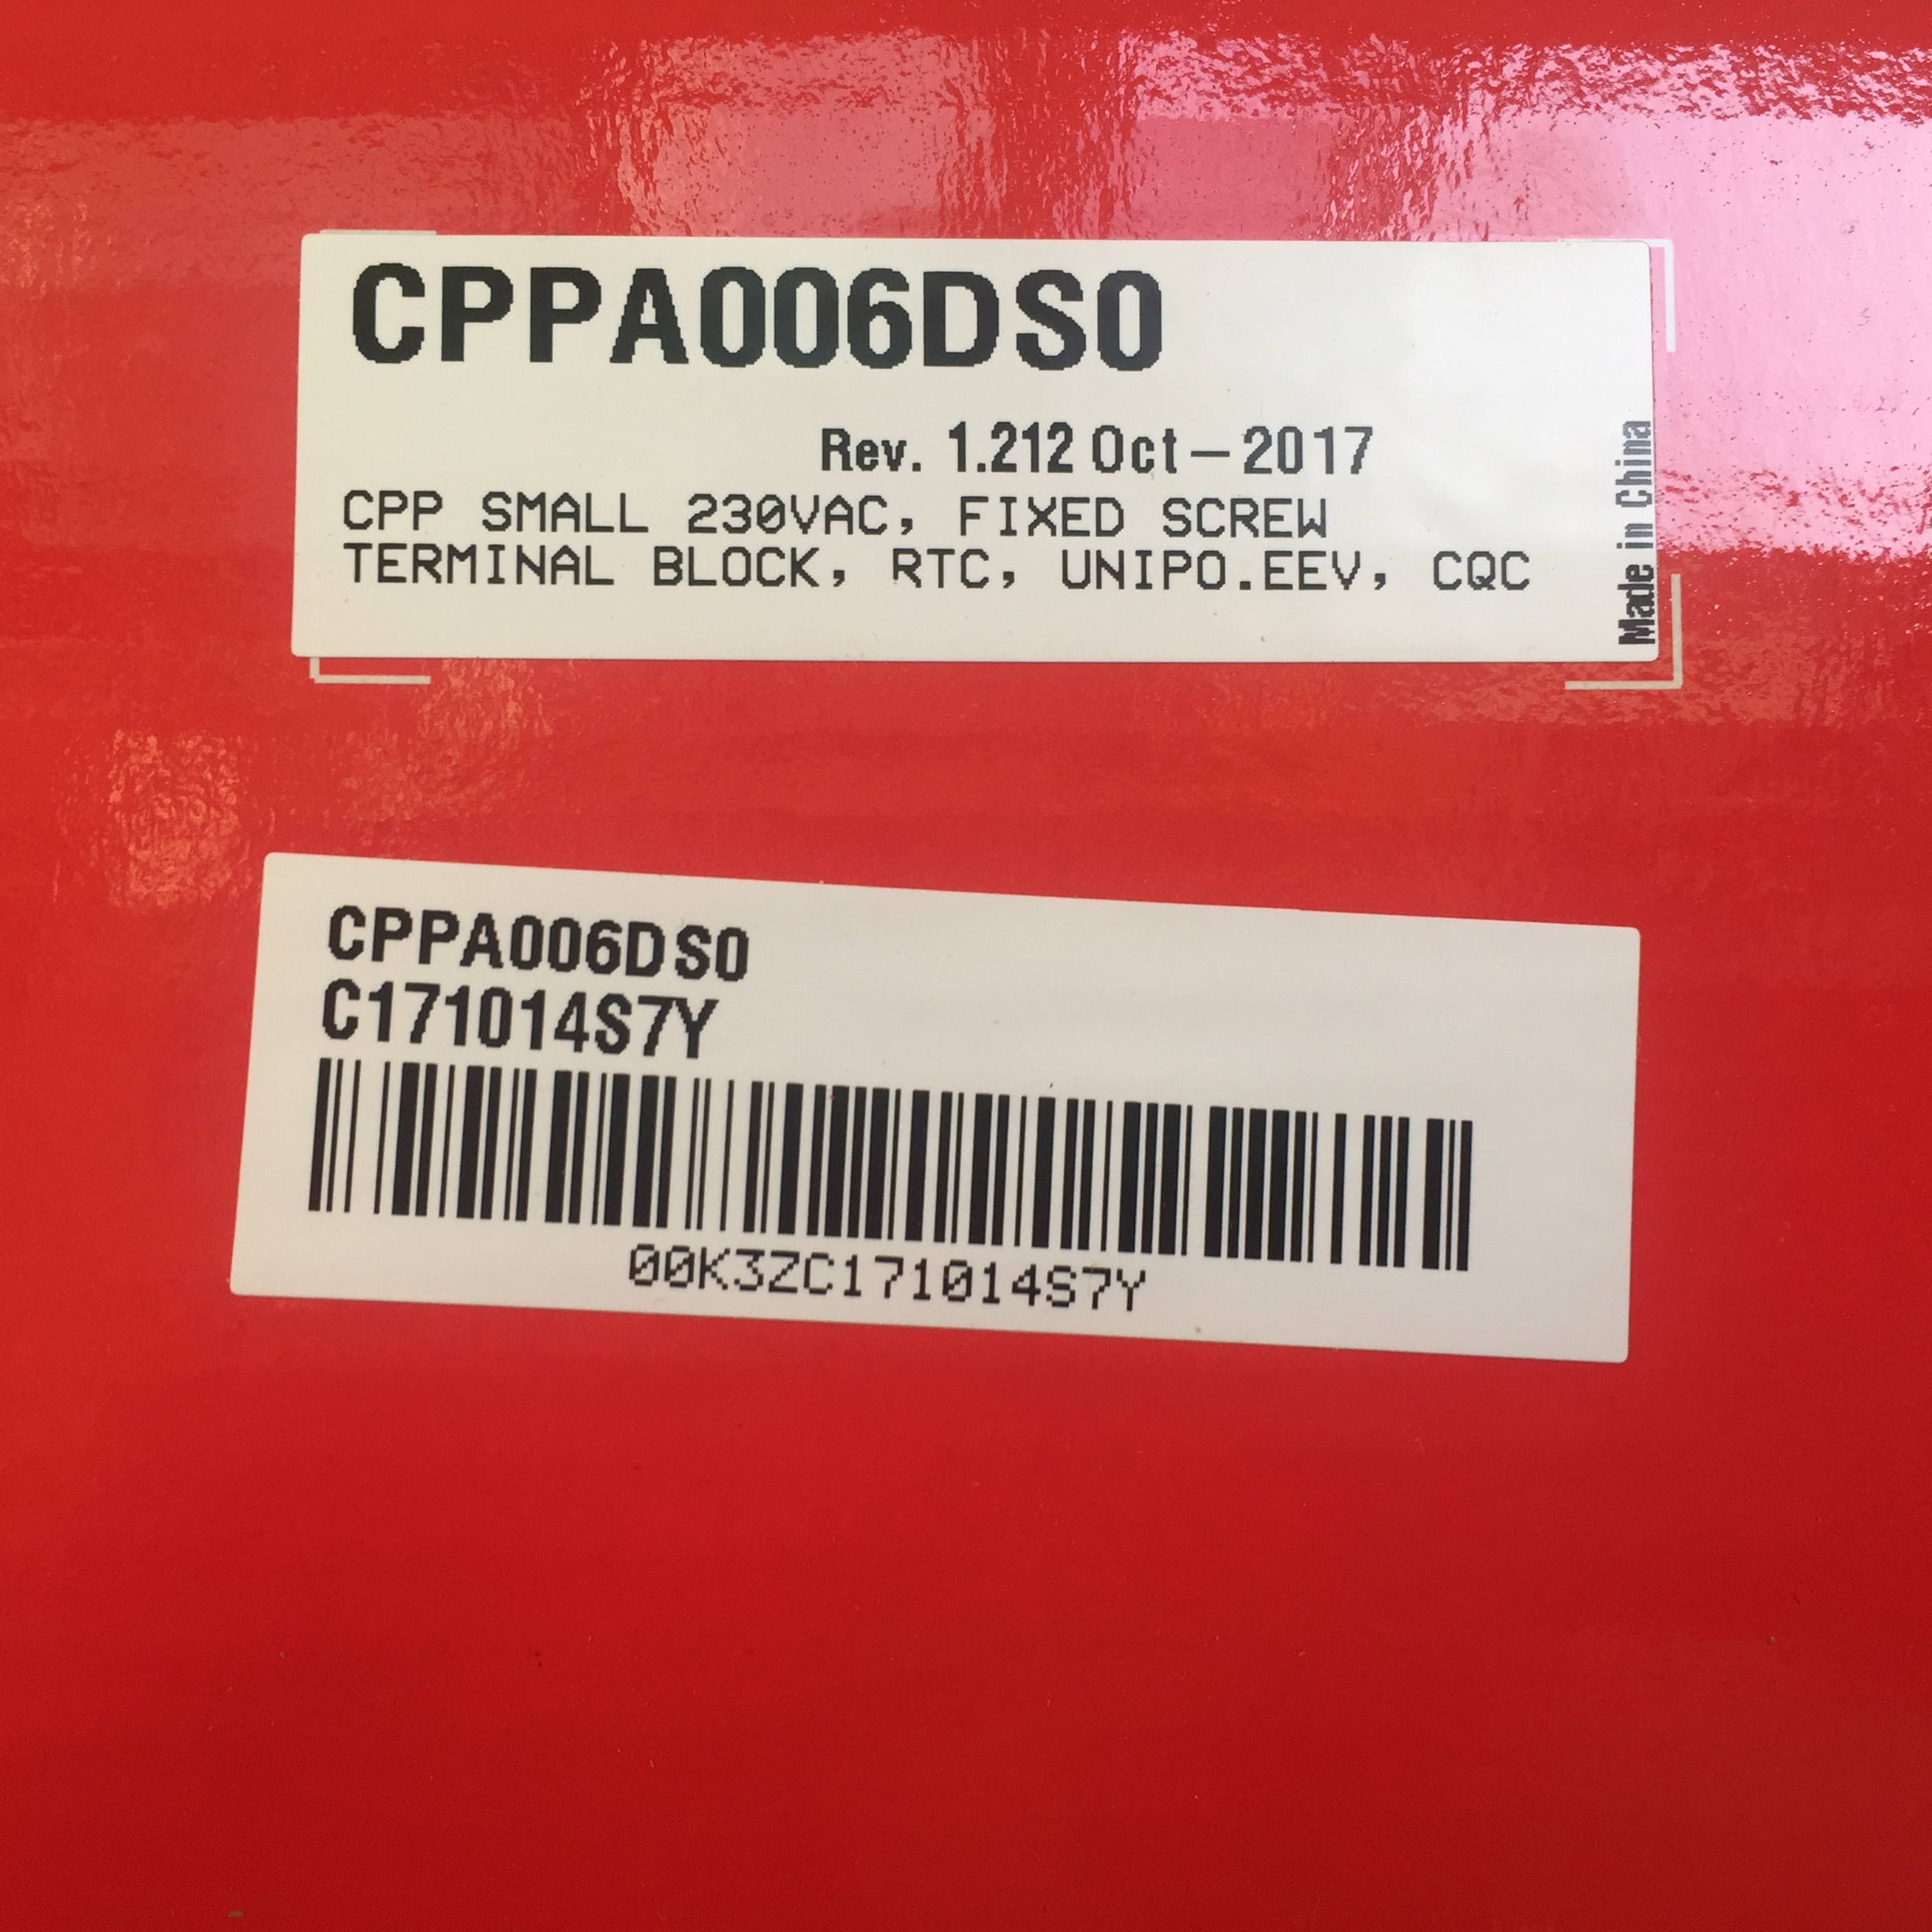 CPPA006DS0
Rev. 1.212 Oct-2017
CPP SMALL 230VAC, FIXED SCREW
TERMINAL BLOCK, RTC, UNIPO.EEV, CQC
Made in China
CPPA006DS0
C171014S7Y
00K3ZC171014S7Y